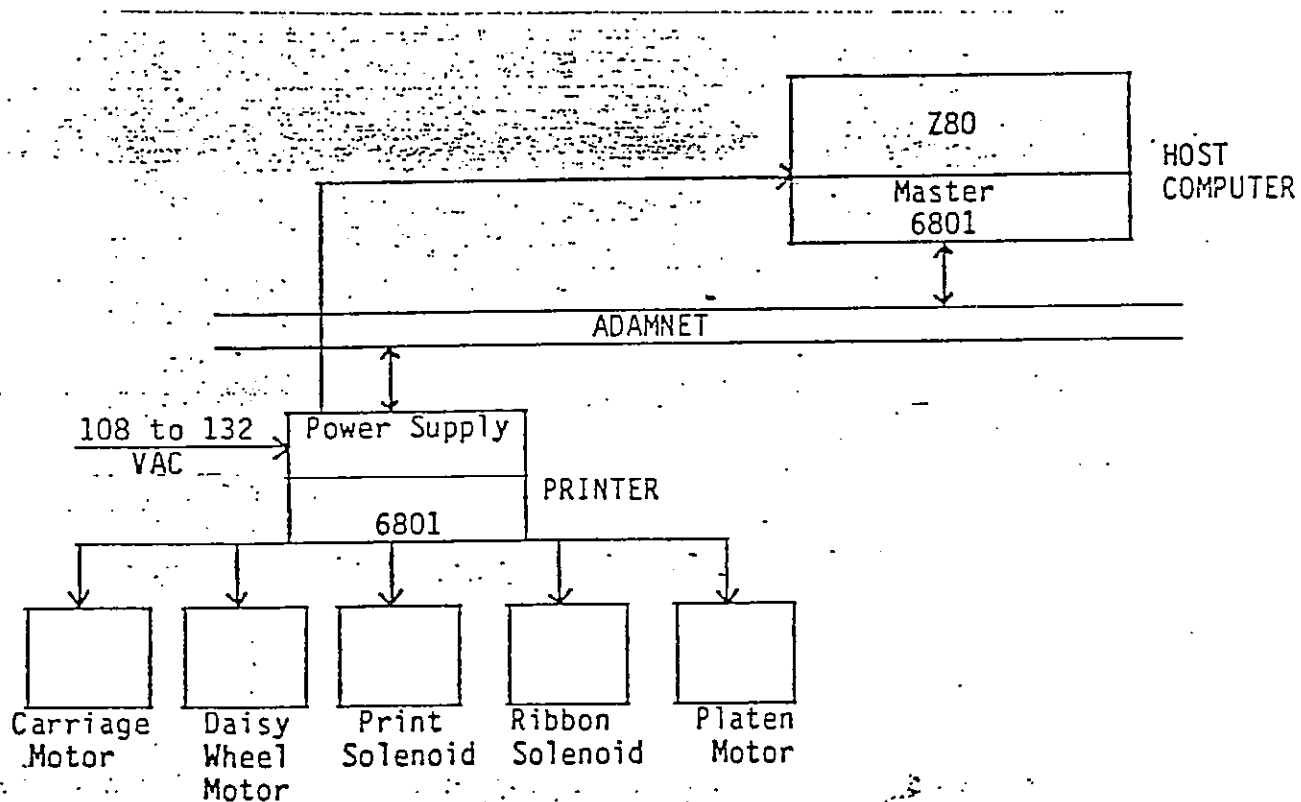 Z80
HOST
COMPUTER
Master
6801
ADAMNET
108 to 132
VAC
Power Supply
PRINTER
6801
Carriage
Motor
Daisy
Wheel
Motor
Print
Solenoid
Ribbon
Solenoid
Platen
Motor